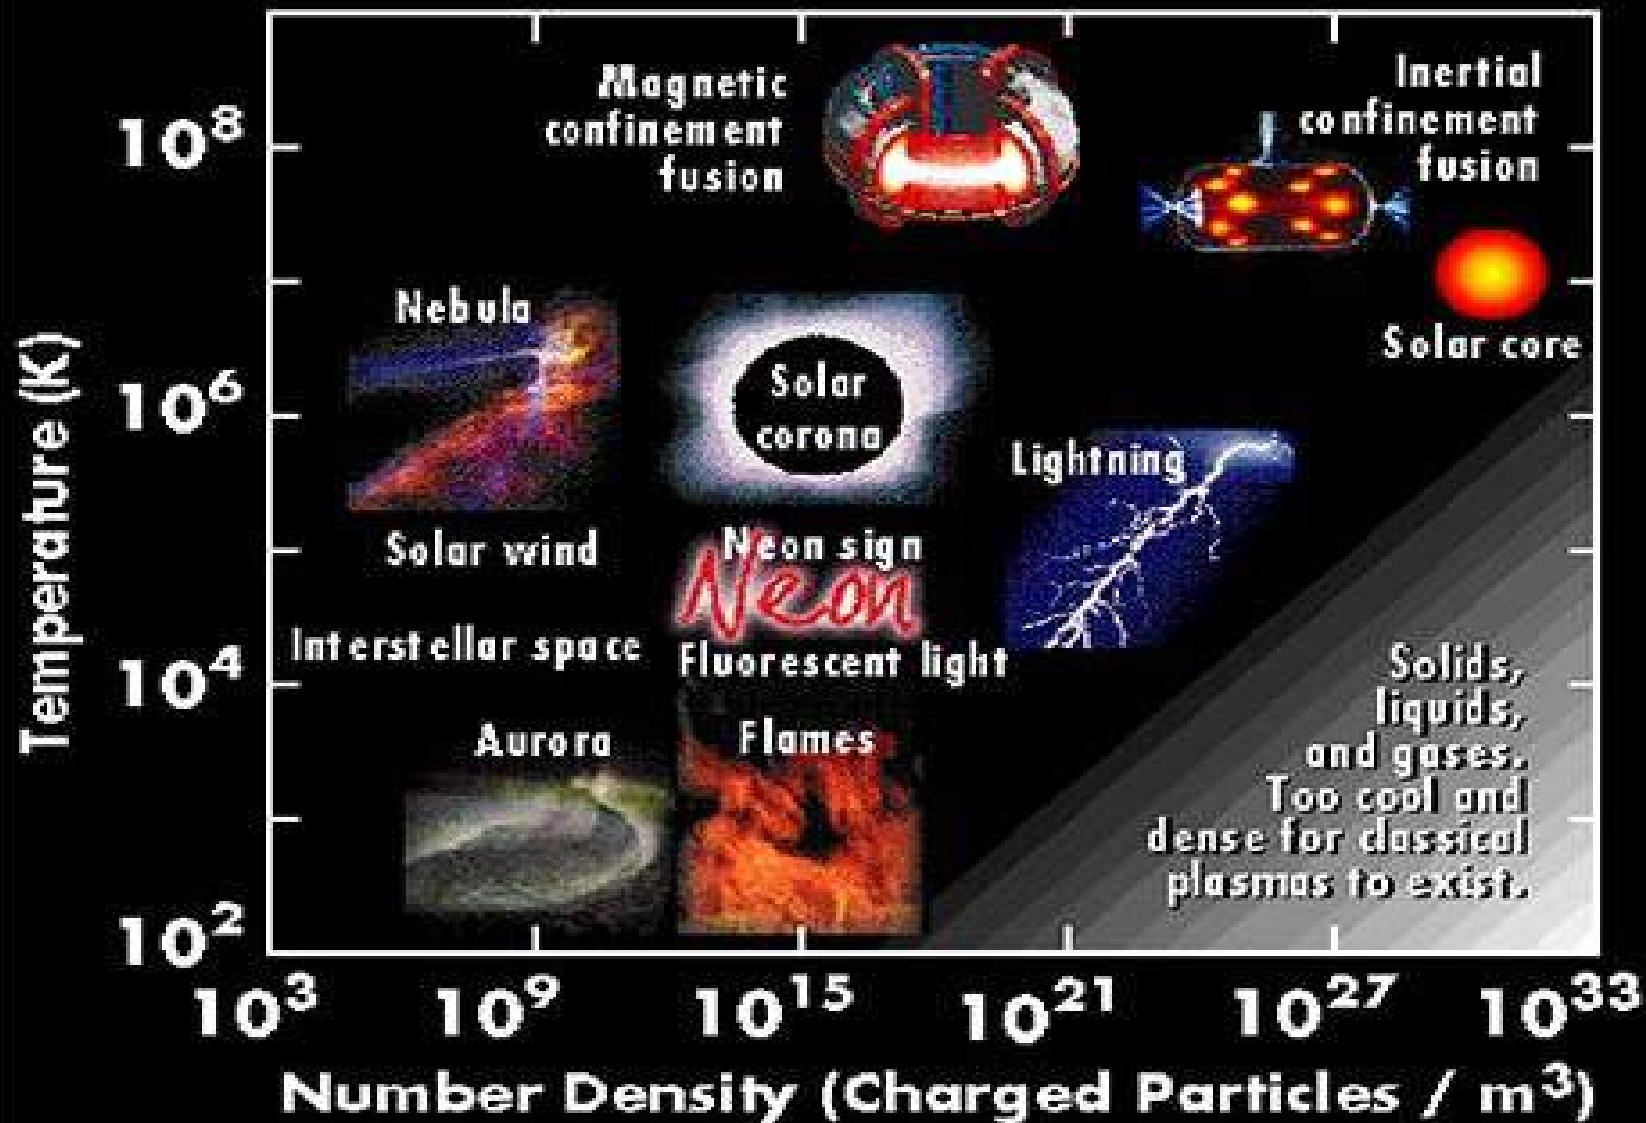 Magnetic
confinement
fusion
Inertial
confinement
fusion
10⁸
Solar core
Nebula
Solar
corona
10⁶
Lightning
Solar wind
Neon sign
Neon
Interstellar space
Fluorescent light
10⁴
Aurora
Flames
Solids,
liquids,
and gases.
Too cool and
dense for classical
plasmas to exist.
10²
Temperature (K)
10³ 10⁹ 10¹⁵ 10²¹ 10²⁷ 10³³
Number Density (Charged Particles / m³)